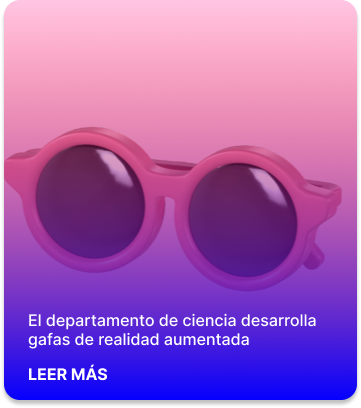 El departamento de ciencia desarrolla
gafas de realidad aumentada
LEER MÁS